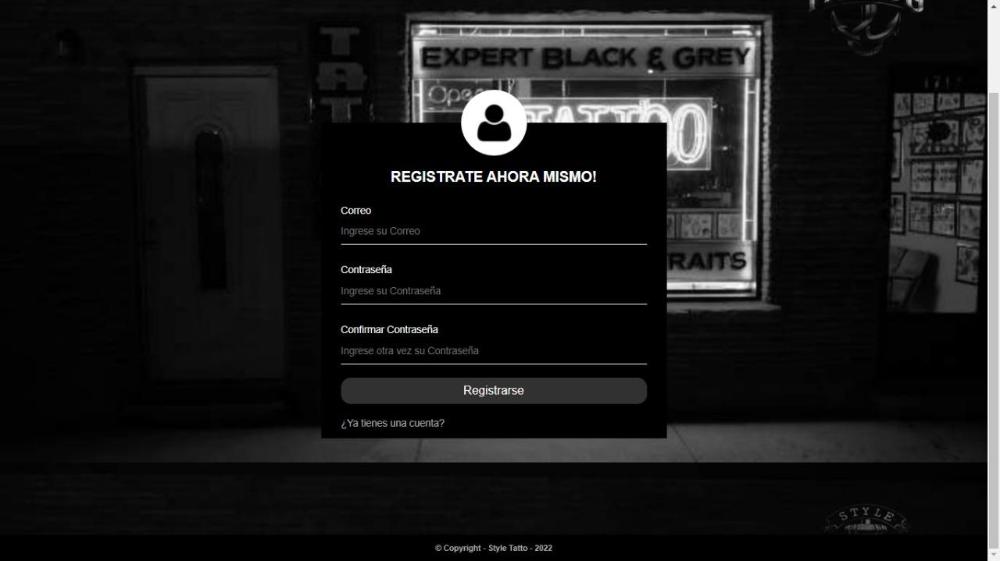 TAT
EXPERT BLACK & GREY
Open
TATTOO
REGISTRATE AHORA MISMO!
Correo
Ingrese su Correo
Contraseña
Ingrese su Contraseña
RAITS
Confirmar Contraseña
Ingrese otra vez su Contraseña
Registrarse
¿Ya tienes una cuenta?
STYLE
© Copyright - Style Tatto - 2022